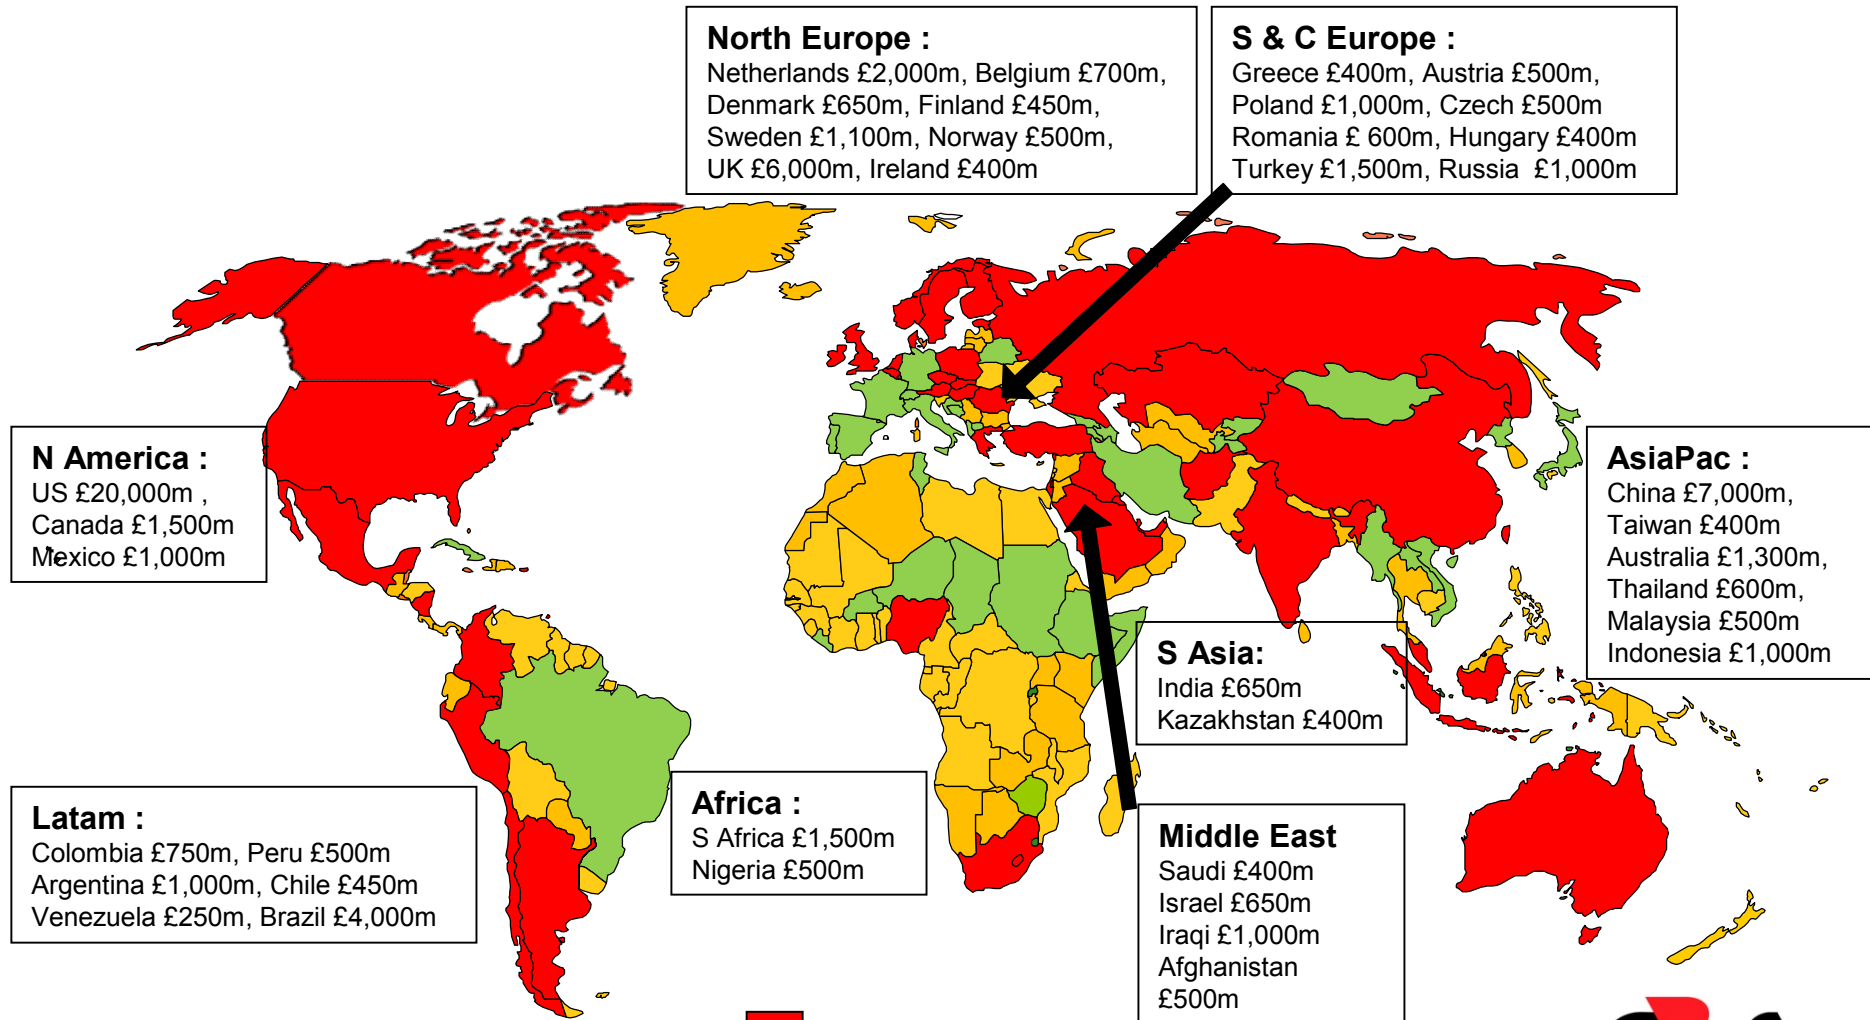 North Europe :
Netherlands £2,000m, Belgium £700m,
Denmark £650m, Finland £450m,
Sweden £1,100m, Norway £500m,
UK £6,000m, Ireland £400m
S & C Europe :
Greece £400m, Austria £500m,
Poland £1,000m, Czech £500m
Romania £ 600m, Hungary £400m
Turkey £1,500m, Russia  £1,000m
N America :
US £20,000m ,
Canada £1,500m
Mexico £1,000m
AsiaPac :
China £7,000m,
Taiwan £400m
Australia £1,300m,
Thailand £600m,
Malaysia £500m
Indonesia £1,000m
S Asia:
India £650m
Kazakhstan £400m
Latam :
Colombia £750m, Peru £500m
Argentina £1,000m, Chile £450m
Venezuela £250m, Brazil £4,000m
Africa :
S Africa £1,500m
Nigeria £500m
Middle East
Saudi £400m
Israel £650m
Iraqi £1,000m
Afghanistan
£500m